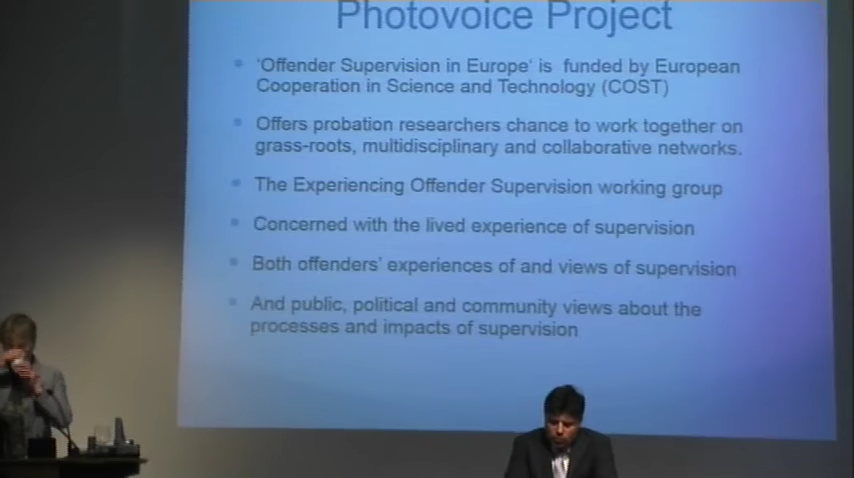 Photovoice Project
• 'Offender Supervision in Europe' is funded by European
Cooperation in Science and Technology (COST)
• Offers probation researchers chance to work together on
grass-roots, multidisciplinary and collaborative networks.
• The Experiencing Offender Supervision working group
• Concerned with the lived experience of supervision
• Both offenders' experiences of and views of supervision
• And public, political and community views about the
processes and impacts of supervision